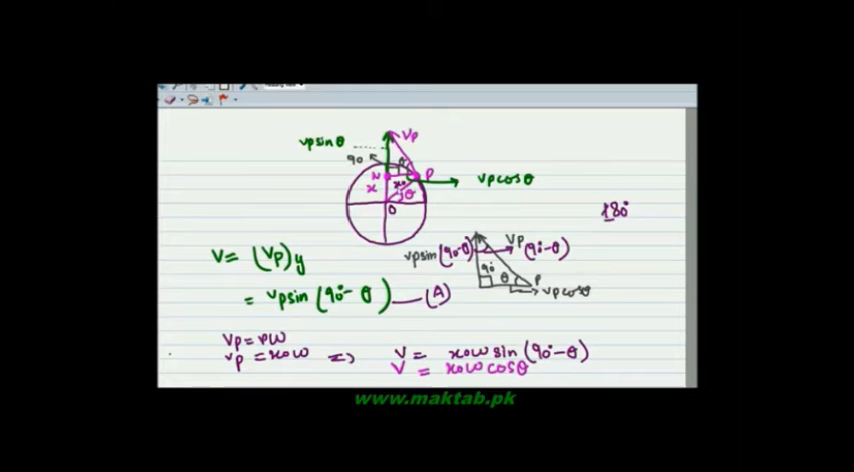 vp
vpsinθ
90
θ
N
P
vpcosθ
x
x₀
θ
O
180°
vpsin(90-θ)
vp
(90-θ)
90
θ
P
vpcosθ
v = (vp)y
= vpsin(90°-θ) — (A)
vp = rω
vp = x₀ω ⇒ v = x₀ω sin(90°-θ)
v = x₀ω cosθ
www.maktab.pk